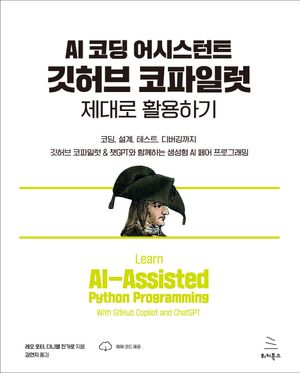 AI 코딩 어시스턴트
깃허브 코파일럿
제대로 활용하기
코딩, 설계, 테스트, 디버깅까지
깃허브 코파일럿 & 챗GPT와 함께하는 생성형 AI 페어 프로그래밍
Learn
AI-Assisted
Python Programming
With GitHub Copilot and ChatGPT
레오 포터, 다니엘 진가로 지음
김연지 옮김
예제 코드 제공
위키북스